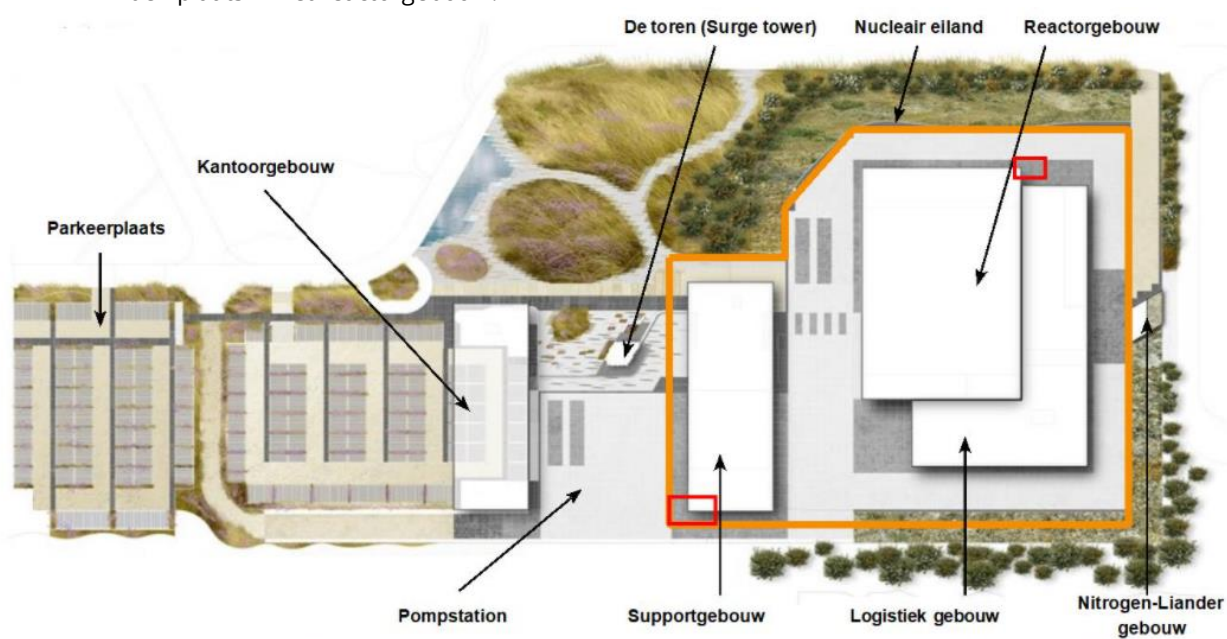 De toren (Surge tower)
Nucleair eiland
Reactorgebouw
Kantoorgebouw
Parkeerplaats
Pompstation
Supportgebouw
Logistiek gebouw
Nitrogen-Liander
gebouw